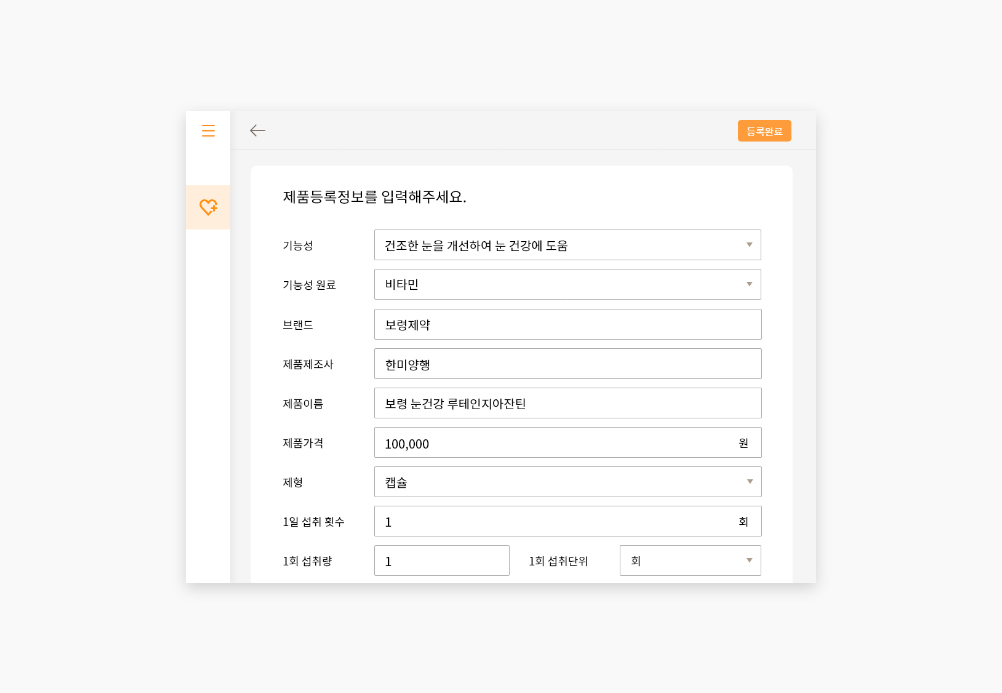 등록완료
제품등록정보를 입력해주세요.
기능성 건조한 눈을 개선하여 눈 건강에 도움
기능성 원료 비타민
브랜드 보령제약
제품제조사 한미양행
제품이름 보령 눈건강 루테인지아잔틴
제품가격 100,000 원
제형 캡슐
1일 섭취 횟수 1 회
1회 섭취량 1 1회 섭취단위 회